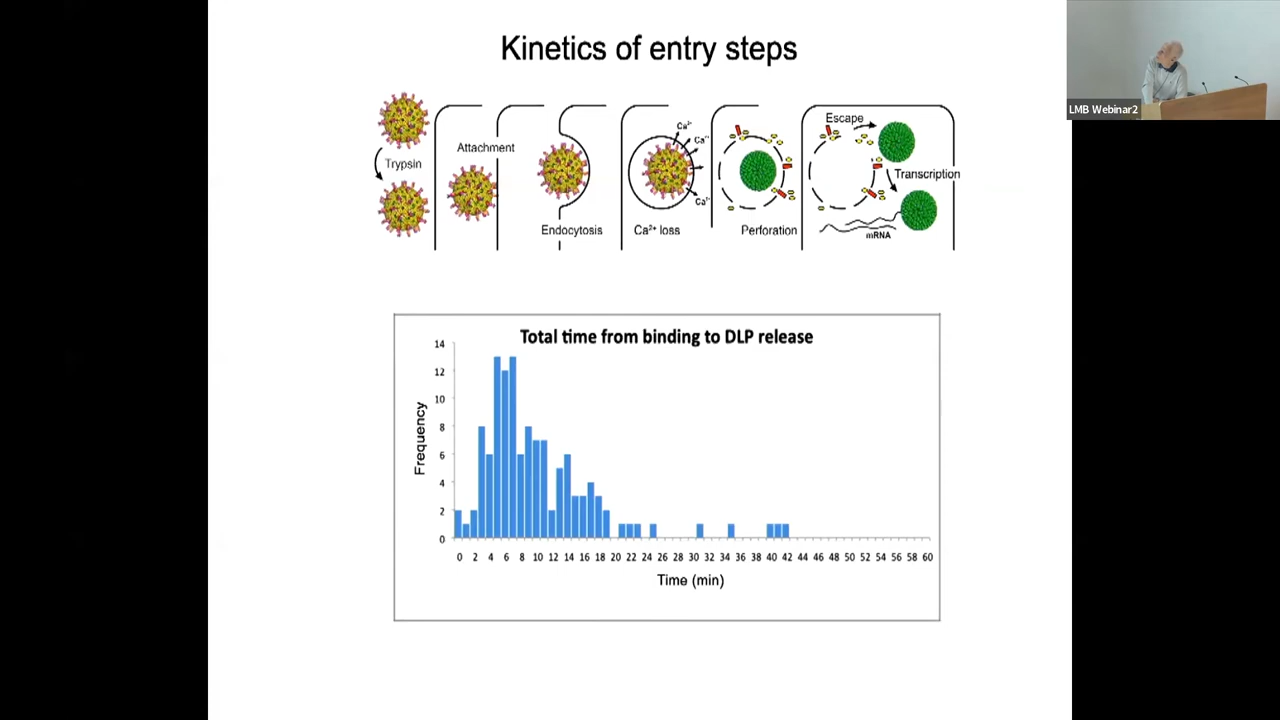 Kinetics of entry steps
LMB Webinar2
Trypsin
Attachment
Endocytosis
Ca²⁺
Ca²⁺
Ca²⁺
Ca²⁺ loss
Perforation
Escape
Transcription
mRNA
Total time from binding to DLP release
Frequency
14
12
10
8
6
4
2
0
0 2 4 6 8 10 12 14 16 18 20 22 24 26 28 30 32 34 36 38 40 42 44 46 48 50 52 54 56 58 60
Time (min)